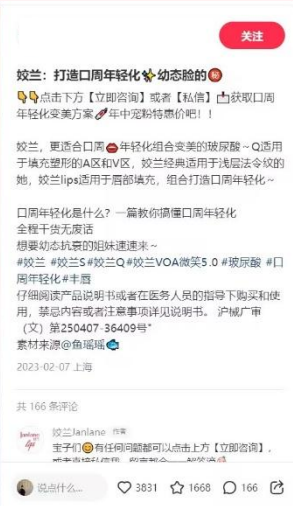 关注
姣兰：打造口周年轻化✨幼态脸的㊙
👇👇点击下方【立即咨询】或者【私信】📩获取口周
年轻化变美方案🚀年中宠粉特惠价吧！！
姣兰，更适合口周👄年轻化组合变美的玻尿酸～Q适用
于填充塑形的A区和V区，姣兰经典适用于浅层法令纹的
她，姣兰lips适用于唇部填充，组合打造口周年轻化～
口周年轻化是什么？一篇教你搞懂口周年轻化
全程干货无废话
想要幼态抗衰的姐妹速速来～
#姣兰 #姣兰S#姣兰Q#姣兰VOA微笑5.0 #玻尿酸 #口
周年轻化#丰唇
仔细阅读产品说明书或者在医务人员的指导下购买和使
用，禁忌内容或者注意事项详见说明书。 沪械广审
（文）第250407-36409号"
素材来源@鱼瑶瑶🐟
2023-02-07 上海
共 166 条评论
姣兰Janlane 作者
宝子们😊有任何问题都可以点击上方【立即咨询】，
说点什么...
3831
1668
166